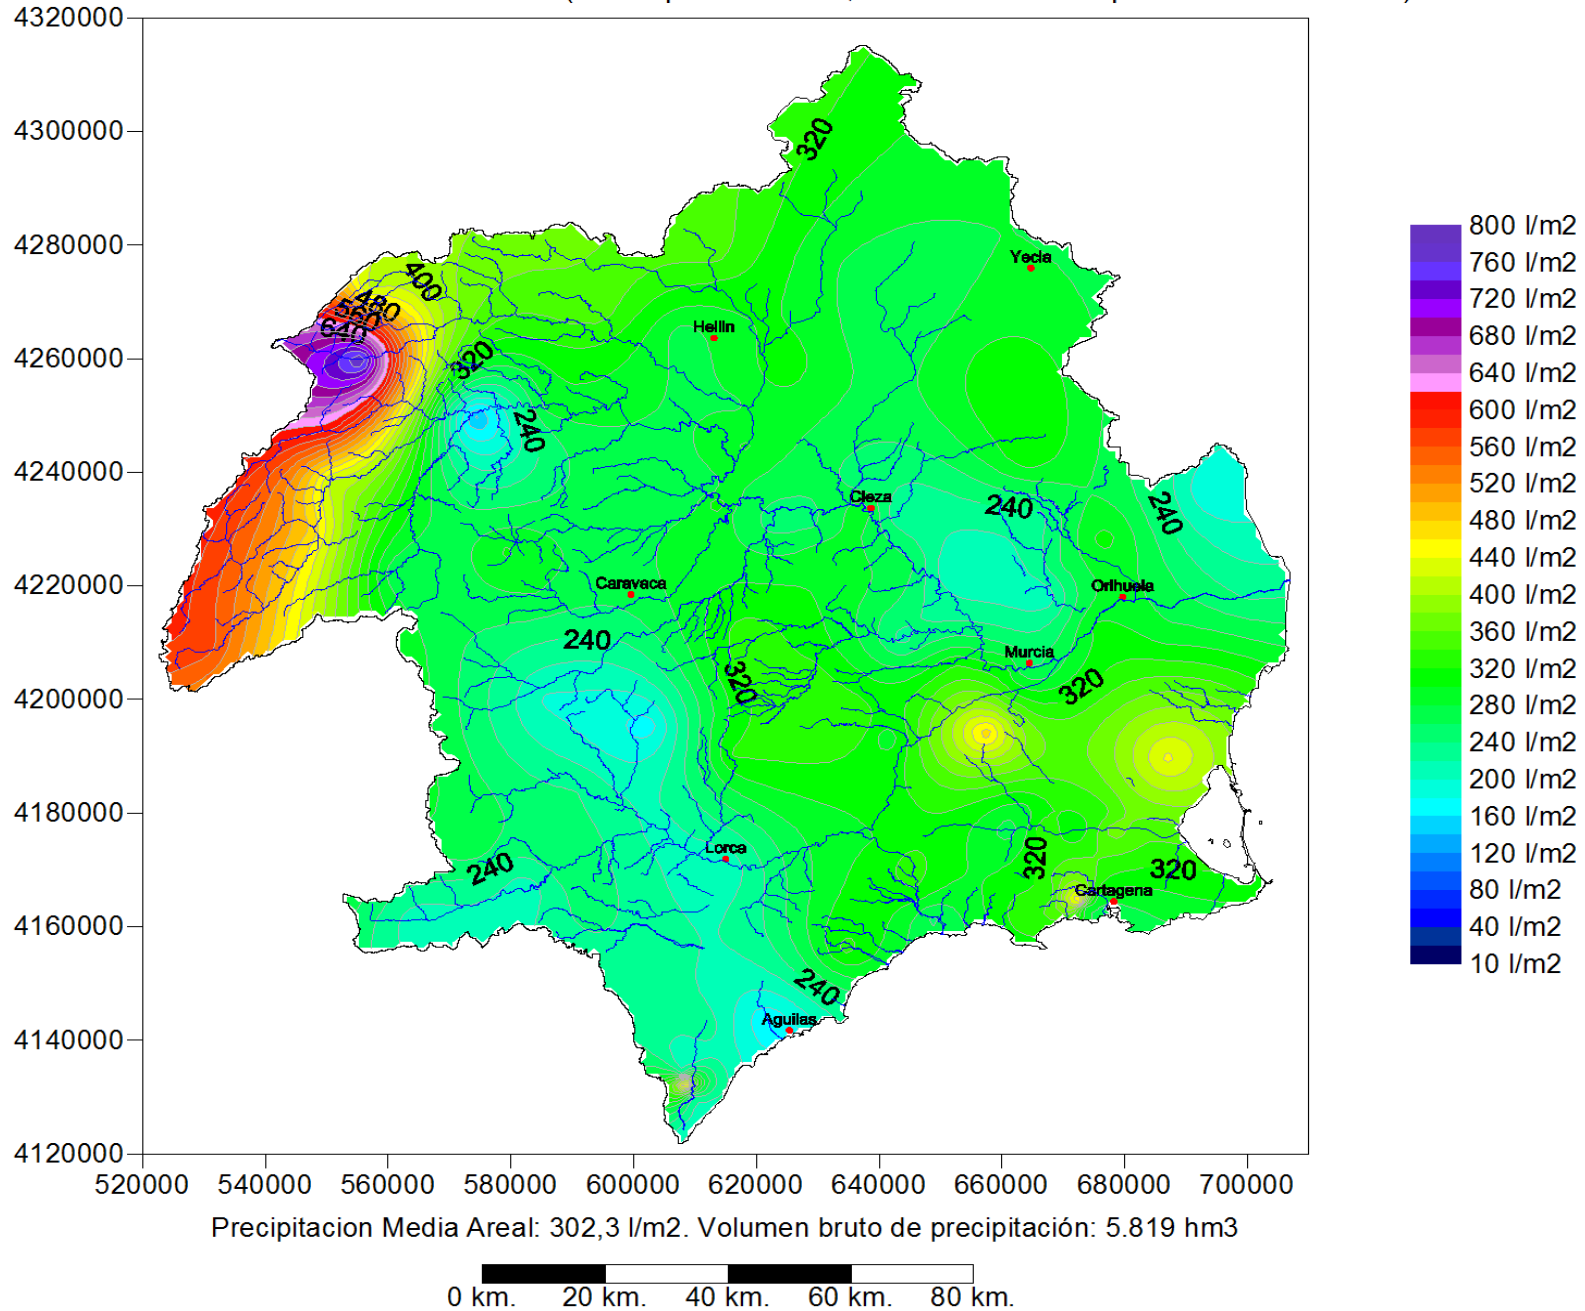 4320000
4300000
4280000
4260000
4240000
4220000
4200000
4180000
4160000
4140000
4120000
520000 540000 560000 580000 600000 620000 640000 660000 680000 700000
320
400
480
560
640
320
240
240
240
240
320
320
240
320
320
240
Yecla
Hellin
Cieza
Caravaca
Orihuela
Murcia
Lorca
Cartagena
Aguilas
800 l/m2
760 l/m2
720 l/m2
680 l/m2
640 l/m2
600 l/m2
560 l/m2
520 l/m2
480 l/m2
440 l/m2
400 l/m2
360 l/m2
320 l/m2
280 l/m2
240 l/m2
200 l/m2
160 l/m2
120 l/m2
80 l/m2
40 l/m2
10 l/m2
Precipitacion Media Areal: 302,3 l/m2. Volumen bruto de precipitación: 5.819 hm3
0 km. 20 km. 40 km. 60 km. 80 km.